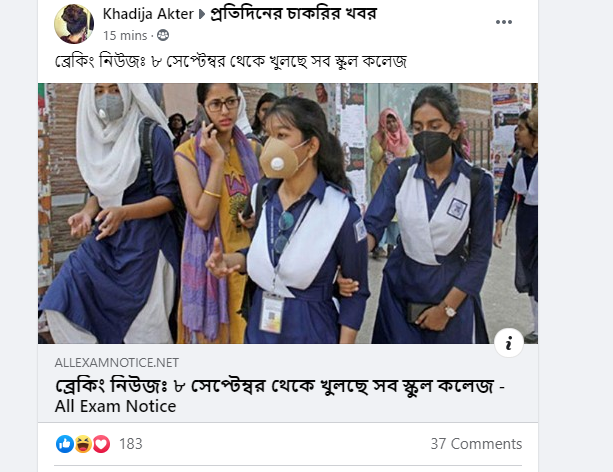 Khadija Akter ▸ প্রতিদিনের চাকরির খবর
15 mins ·
ব্রেকিং নিউজঃ ৮ সেপ্টেম্বর থেকে খুলছে সব স্কুল কলেজ
ALLEXAMNOTICE.NET
ব্রেকিং নিউজঃ ৮ সেপ্টেম্বর থেকে খুলছে সব স্কুল কলেজ -
All Exam Notice
183 37 Comments